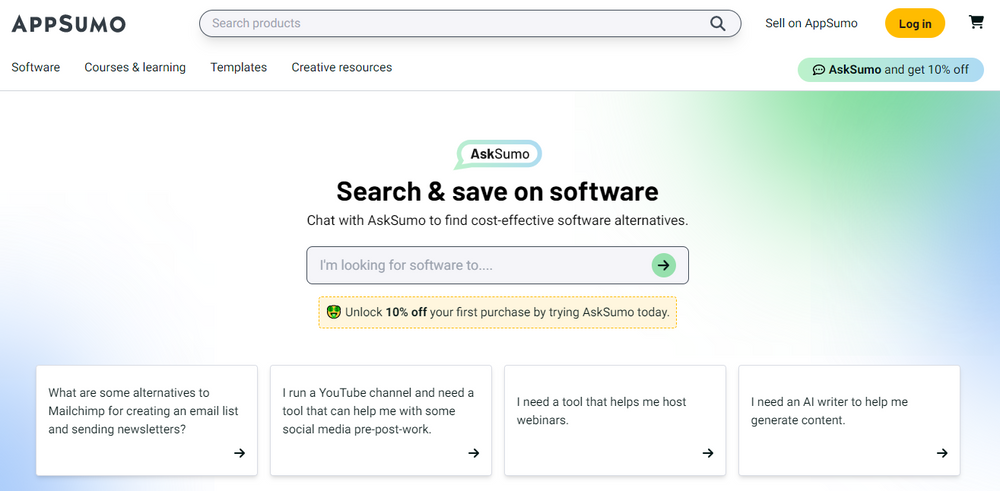 APPSUMO
Search products
Sell on AppSumo
Log in
Software
Courses & learning
Templates
Creative resources
AskSumo and get 10% off
AskSumo
Search & save on software
Chat with AskSumo to find cost-effective software alternatives.
I'm looking for software to....
Unlock 10% off your first purchase by trying AskSumo today.
What are some alternatives to
Mailchimp for creating an email list
and sending newsletters?
I run a YouTube channel and need a
tool that can help me with some
social media pre-post-work.
I need a tool that helps me host
webinars.
I need an AI writer to help me
generate content.